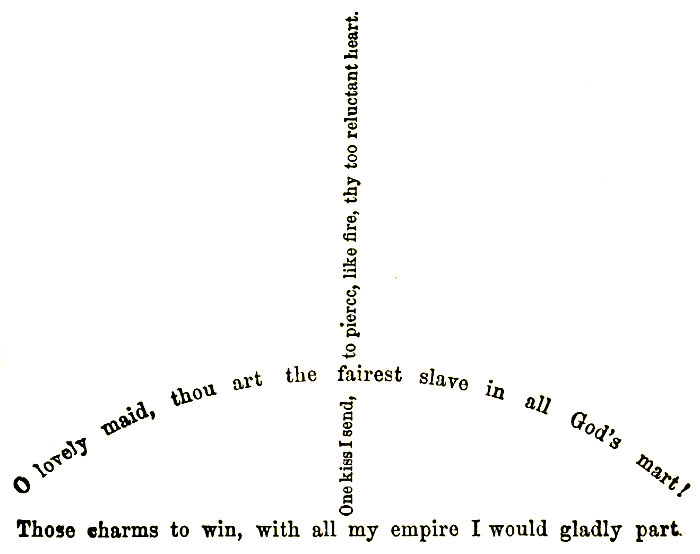 O lovely maid, thou art the fairest slave in all God's mart!
Those charms to win, with all my empire I would gladly part.
One kiss I send, to pierce, like fire, thy too reluctant heart.